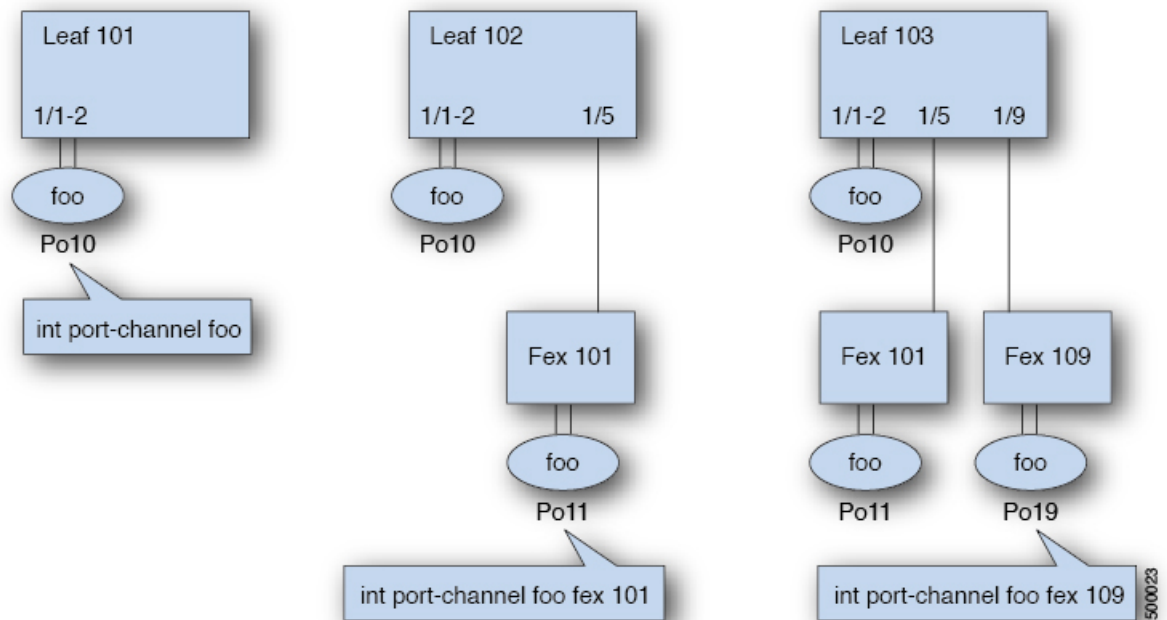 Leaf 101
1/1-2
foo
Po10
int port-channel foo
Leaf 102
1/1-2 1/5
foo
Po10
Fex 101
foo
Po11
int port-channel foo fex 101
Leaf 103
1/1-2 1/5 1/9
foo
Po10
Fex 101
foo
Po11
Fex 109
foo
Po19
int port-channel foo fex 109
500023